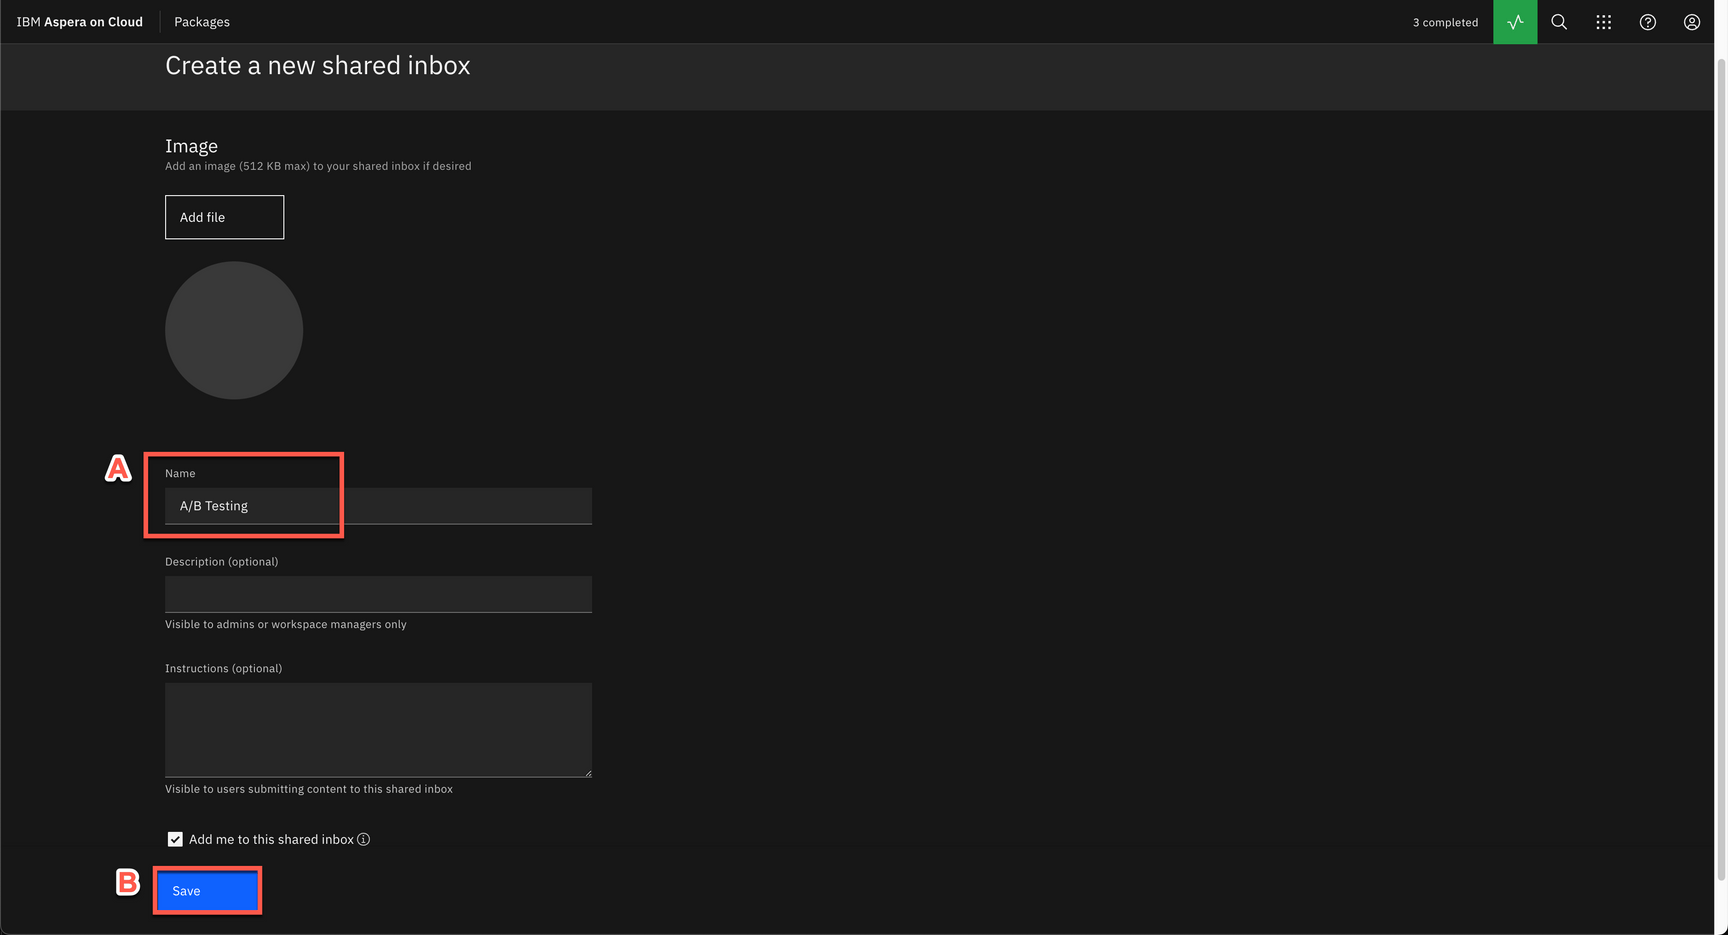 IBM Aspera on Cloud Packages 3 completed
Create a new shared inbox
Image
Add an image (512 KB max) to your shared inbox if desired
Add file
A
Name
A/B Testing
Description (optional)
Visible to admins or workspace managers only
Instructions (optional)
Visible to users submitting content to this shared inbox
Add me to this shared inbox
B
Save